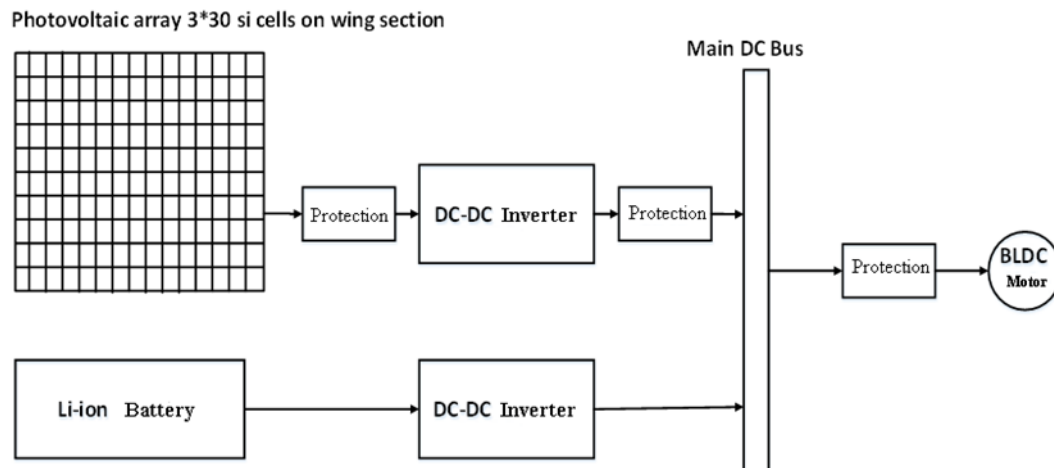 Photovoltaic array 3*30 si cells on wing section
Main DC Bus
Protection
DC-DC Inverter
Protection
Protection
BLDC
Motor
Li-ion Battery
DC-DC Inverter